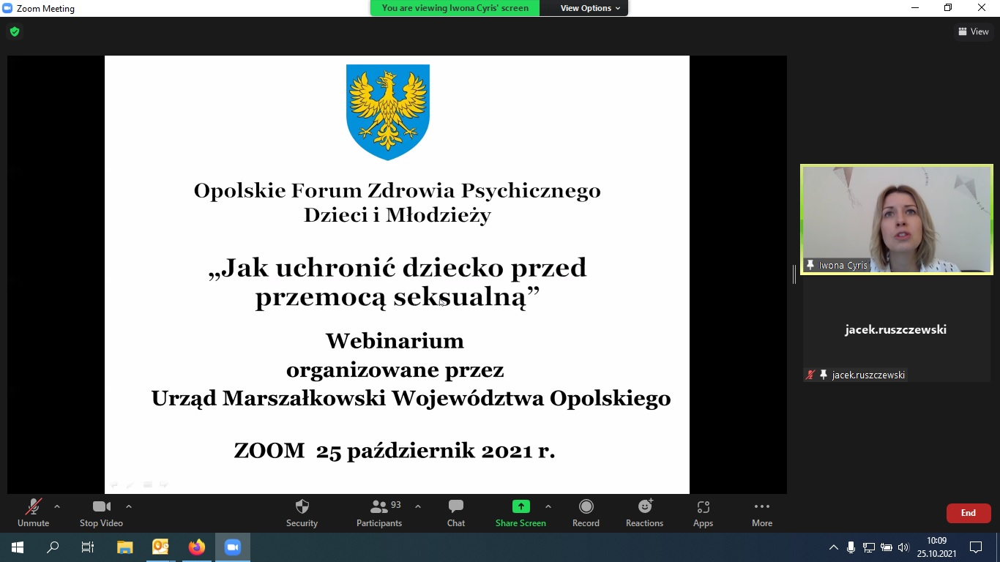 Zoom Meeting
You are viewing Iwona Cyris' screen
View Options
View
Opolskie Forum Zdrowia Psychicznego
Dzieci i Młodzieży
„Jak uchronić dziecko przed
przemocą seksualną”
Webinarium
organizowane przez
Urząd Marszałkowski Województwa Opolskiego
ZOOM 25 październik 2021 r.
Iwona Cyris
jacek.ruszczewski
jacek.ruszczewski
Unmute
Stop Video
Security
93
Participants
Chat
Share Screen
Record
Reactions
Apps
More
End
10:09
25.10.2021